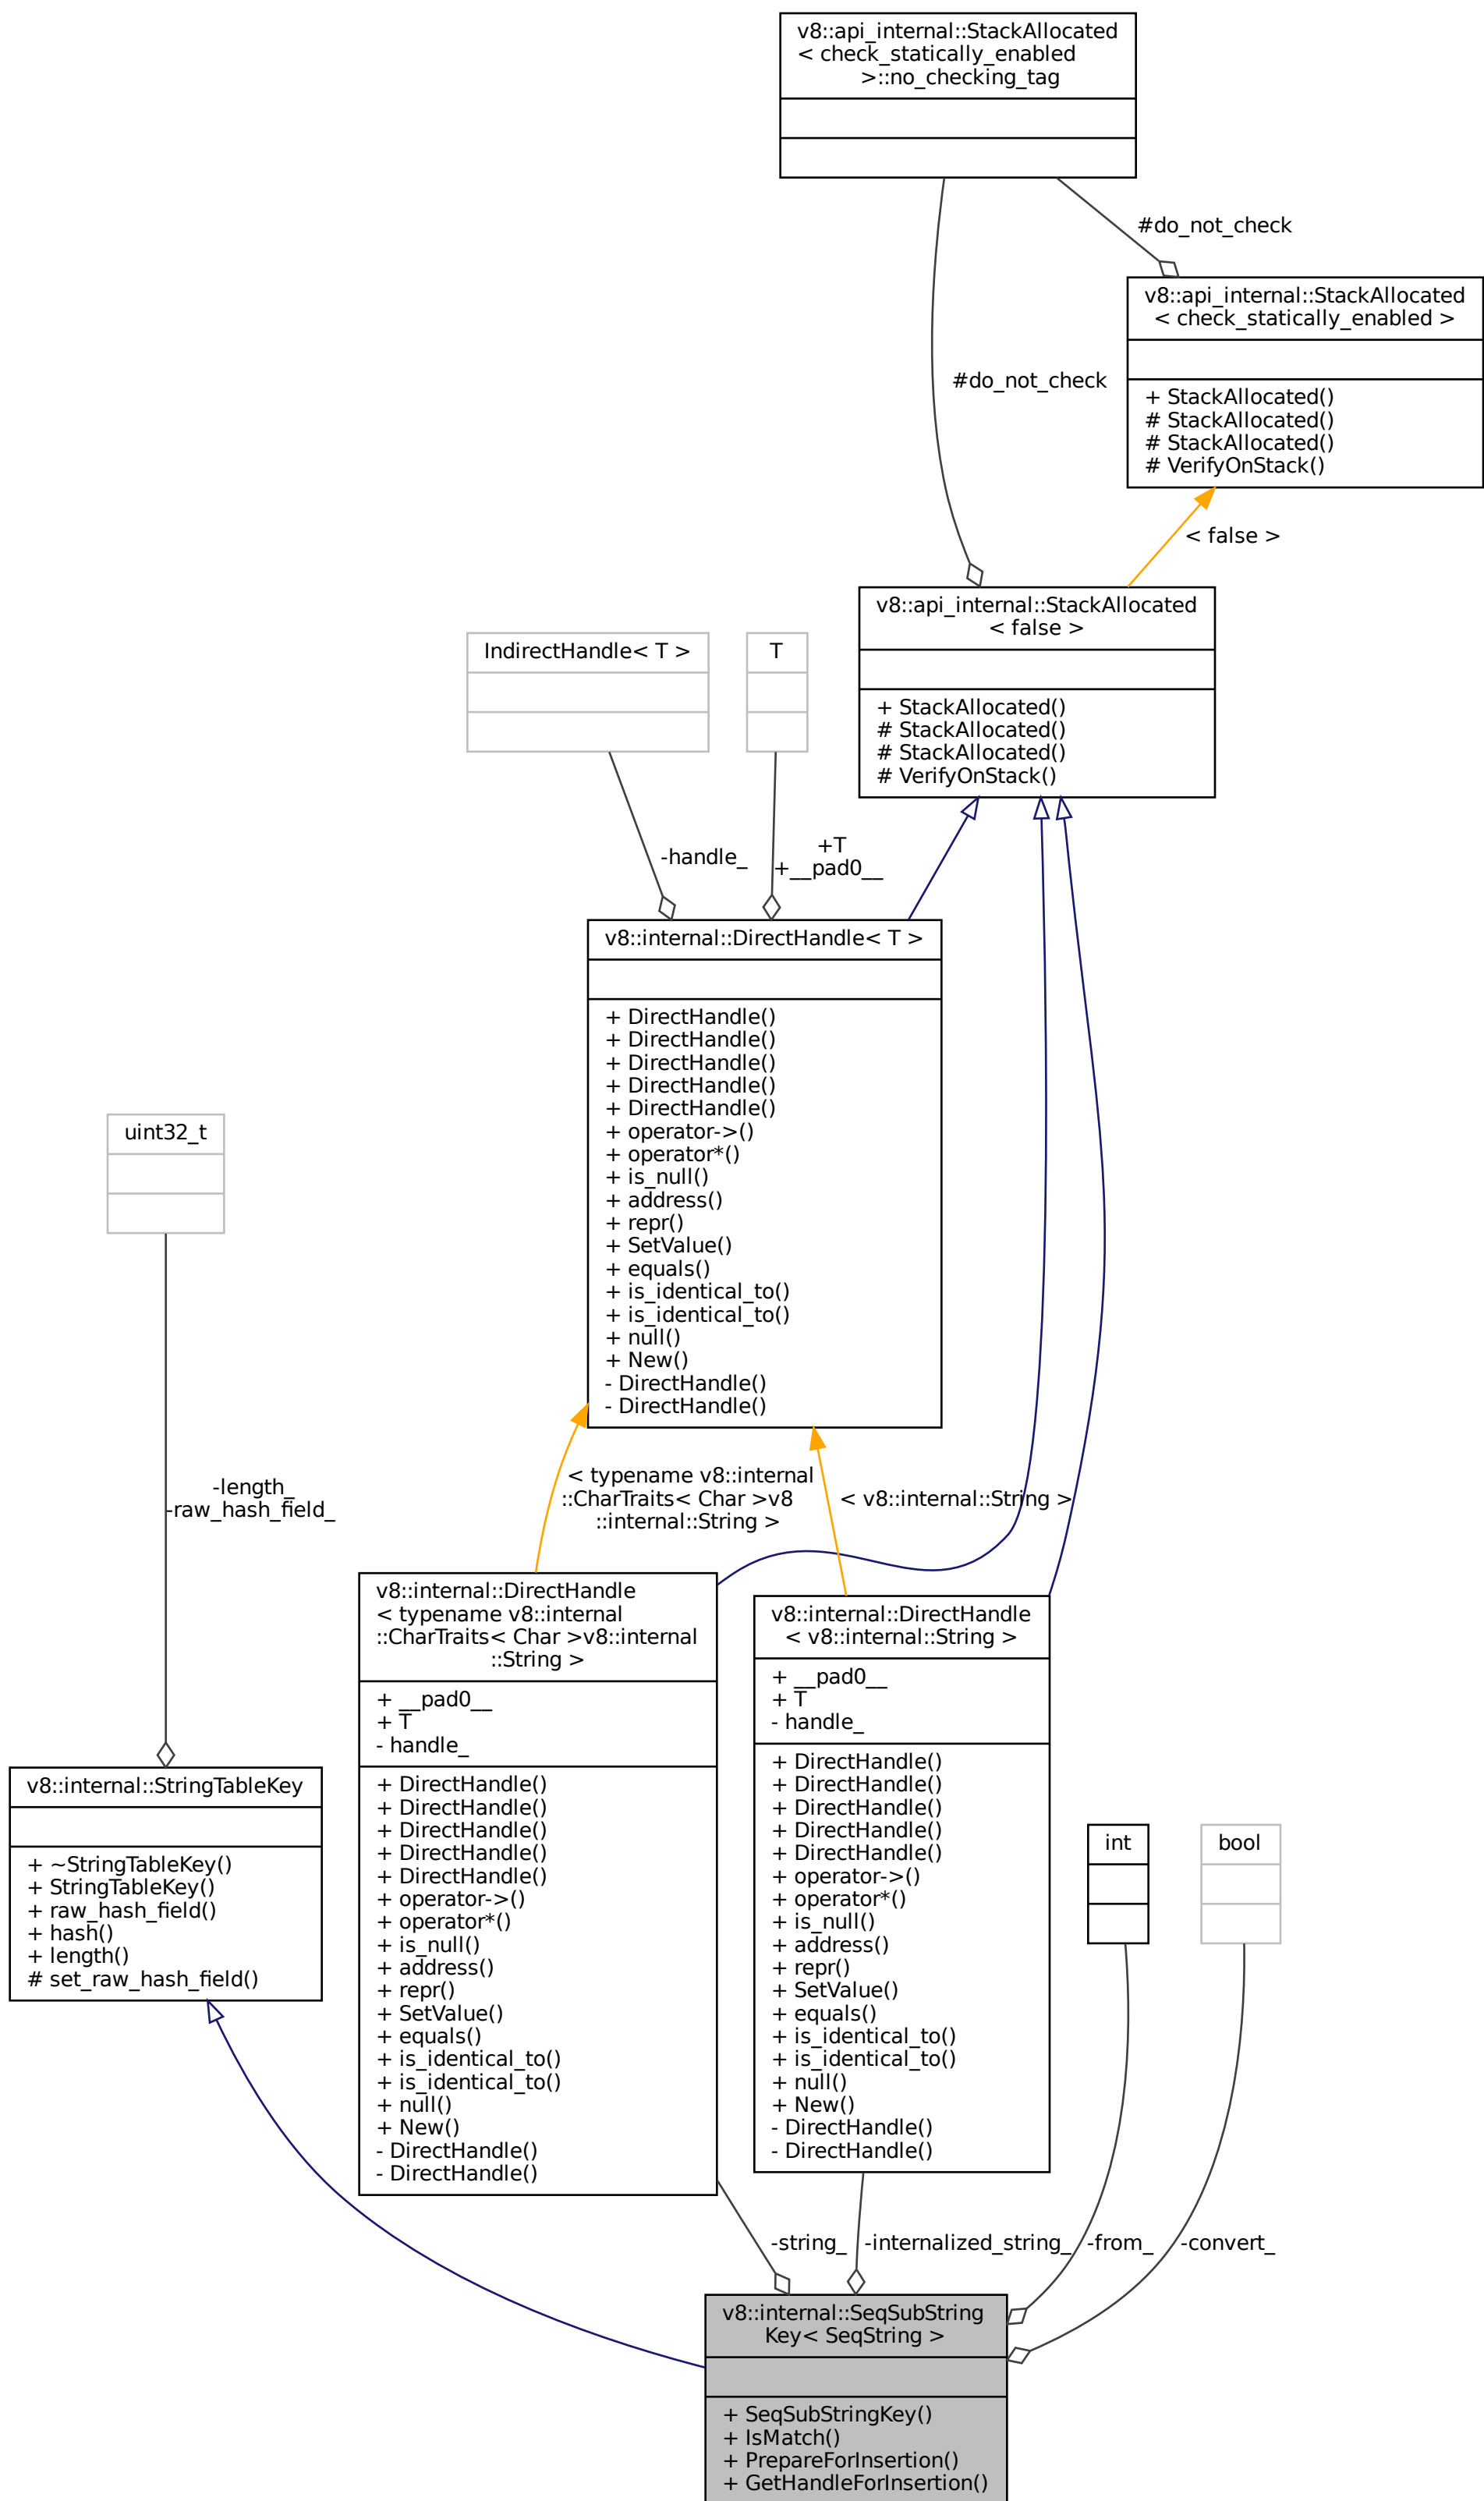 v8::api_internal::StackAllocated
< check_statically_enabled
>::no_checking_tag
#do_not_check
v8::api_internal::StackAllocated
< check_statically_enabled >
+ StackAllocated()
# StackAllocated()
# StackAllocated()
# VerifyOnStack()
#do_not_check
< false >
v8::api_internal::StackAllocated
< false >
+ StackAllocated()
# StackAllocated()
# StackAllocated()
# VerifyOnStack()
IndirectHandle< T >
T
-handle_
+T
+__pad0__
v8::internal::DirectHandle< T >
+ DirectHandle()
+ DirectHandle()
+ DirectHandle()
+ DirectHandle()
+ DirectHandle()
+ operator->()
+ operator*()
+ is_null()
+ address()
+ repr()
+ SetValue()
+ equals()
+ is_identical_to()
+ is_identical_to()
+ null()
+ New()
- DirectHandle()
- DirectHandle()
uint32_t
-length_
-raw_hash_field_
< typename v8::internal
::CharTraits< Char >v8
::internal::String >
< v8::internal::String >
v8::internal::StringTableKey
+ ~StringTableKey()
+ StringTableKey()
+ raw_hash_field()
+ hash()
+ length()
# set_raw_hash_field()
v8::internal::DirectHandle
< typename v8::internal
::CharTraits< Char >v8::internal
::String >
+ __pad0__
+ T
- handle_
+ DirectHandle()
+ DirectHandle()
+ DirectHandle()
+ DirectHandle()
+ DirectHandle()
+ operator->()
+ operator*()
+ is_null()
+ address()
+ repr()
+ SetValue()
+ equals()
+ is_identical_to()
+ is_identical_to()
+ null()
+ New()
- DirectHandle()
- DirectHandle()
v8::internal::DirectHandle
< v8::internal::String >
+ __pad0__
+ T
- handle_
+ DirectHandle()
+ DirectHandle()
+ DirectHandle()
+ DirectHandle()
+ DirectHandle()
+ operator->()
+ operator*()
+ is_null()
+ address()
+ repr()
+ SetValue()
+ equals()
+ is_identical_to()
+ is_identical_to()
+ null()
+ New()
- DirectHandle()
- DirectHandle()
int
bool
-string_
-internalized_string_
-from_
-convert_
v8::internal::SeqSubString
Key< SeqString >
+ SeqSubStringKey()
+ IsMatch()
+ PrepareForInsertion()
+ GetHandleForInsertion()